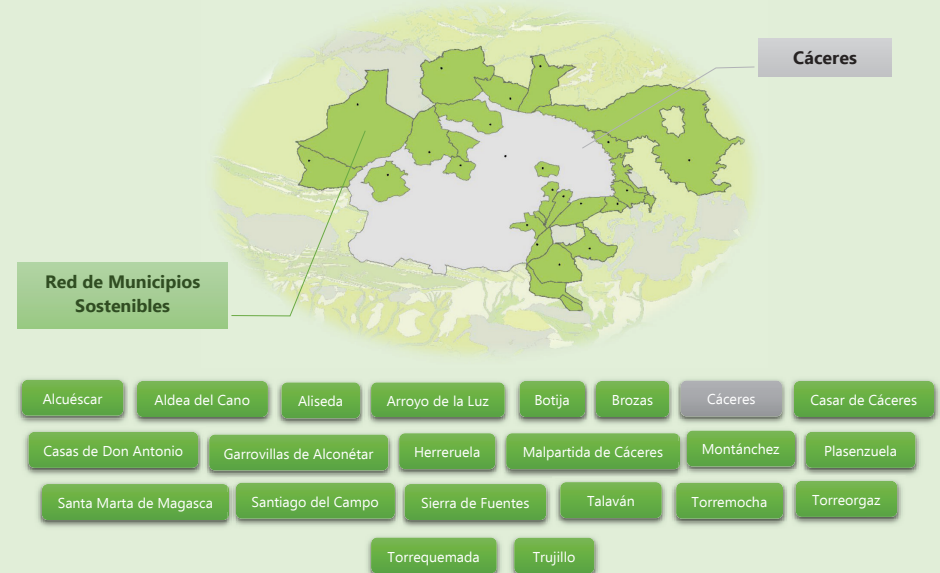 Cáceres
Red de Municipios
Sostenibles
Alcuéscar
Aldea del Cano
Aliseda
Arroyo de la Luz
Botija
Brozas
Cáceres
Casar de Cáceres
Casas de Don Antonio
Garrovillas de Alconétar
Herreruela
Malpartida de Cáceres
Montánchez
Plasenzuela
Santa Marta de Magasca
Santiago del Campo
Sierra de Fuentes
Talaván
Torremocha
Torreorgaz
Torrequemada
Trujillo